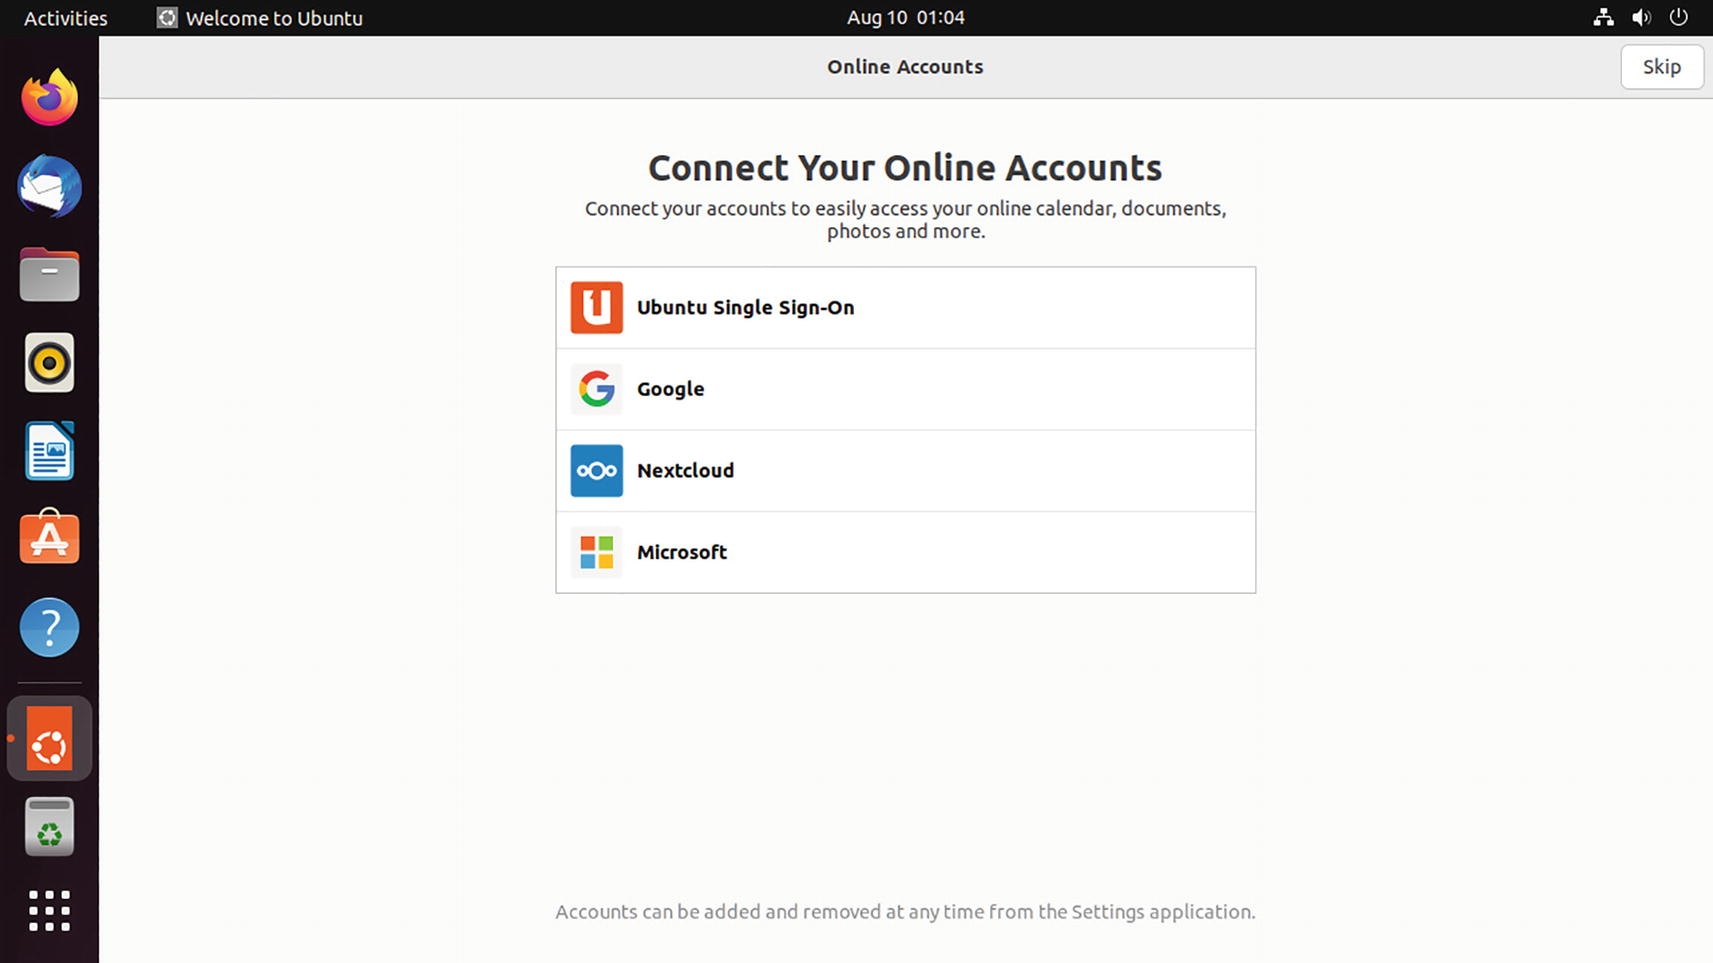 Activities Welcome to Ubuntu Aug 10 01:04
Online Accounts Skip
Connect Your Online Accounts
Connect your accounts to easily access your online calendar, documents,
photos and more.
Ubuntu Single Sign-On
Google
Nextcloud
Microsoft
Accounts can be added and removed at any time from the Settings application.